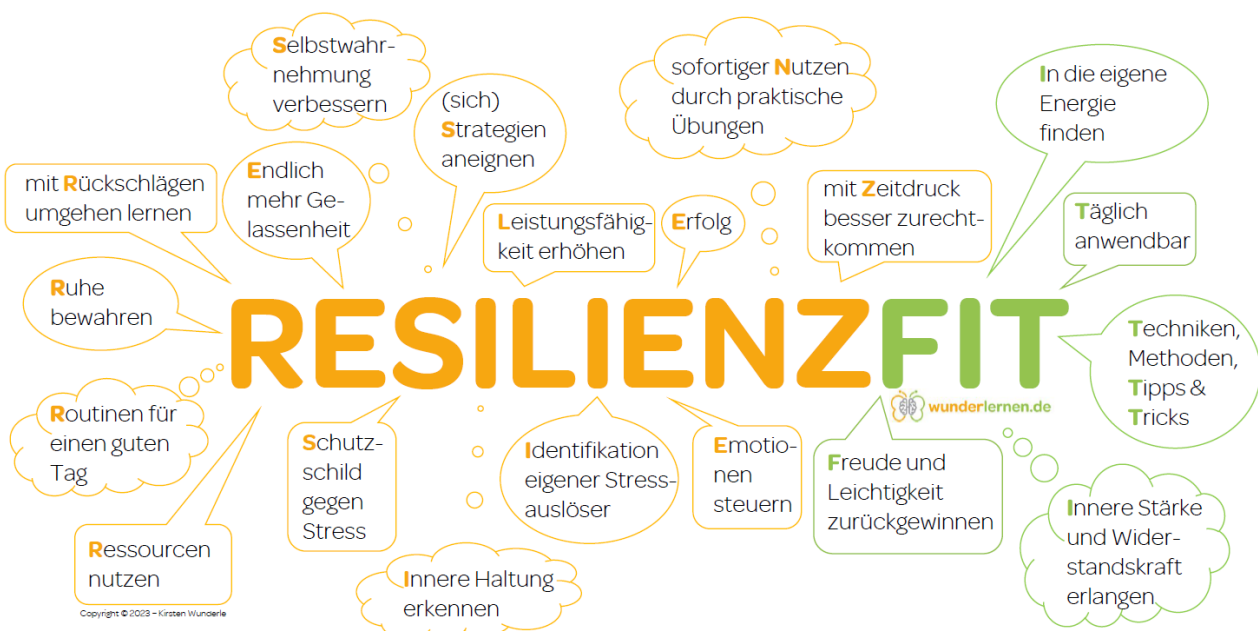 Selbstwahr-
nehmung
verbessern
(sich)
Strategien
aneignen
sofortiger Nutzen
durch praktische
Übungen
In die eigene
Energie
finden
mit Rückschlägen
umgehen lernen
Endlich
mehr Ge-
lassenheit
Leistungsfähig-
keit erhöhen
Erfolg
mit Zeitdruck
besser zurecht-
kommen
Täglich
anwendbar
Ruhe
bewahren
RESILIENZFIT
wunderlernen.de
Techniken,
Methoden,
Tipps &
Tricks
Routinen für
einen guten
Tag
Schutz-
schild
gegen
Stress
Identifikation
eigener Stress-
auslöser
Emotio-
nen
steuern
Freude und
Leichtigkeit
zurückgewinnen
Innere Stärke
und Wider-
standskraft
erlangen
Ressourcen
nutzen
Innere Haltung
erkennen
Copyright © 2023 – Kirsten Wunderle